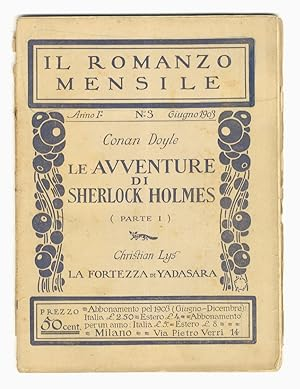 IL ROMANZO
MENSILE
Anno I° N°3 Giugno 1903
Conan Doyle
LE AVVENTURE
DI
SHERLOCK HOLMES
( PARTE I )
Christian Lys
LA FORTEZZA DI YADASARA
PREZZO
50 cent.
Abbonamento pel 1903 (Giugno-Dicembre):
Italia £ 2.50 = Estero £ 4 = Abbonamento
per un anno: Italia £ 5 = Estero £ 8
Milano = Via Pietro Verri 14